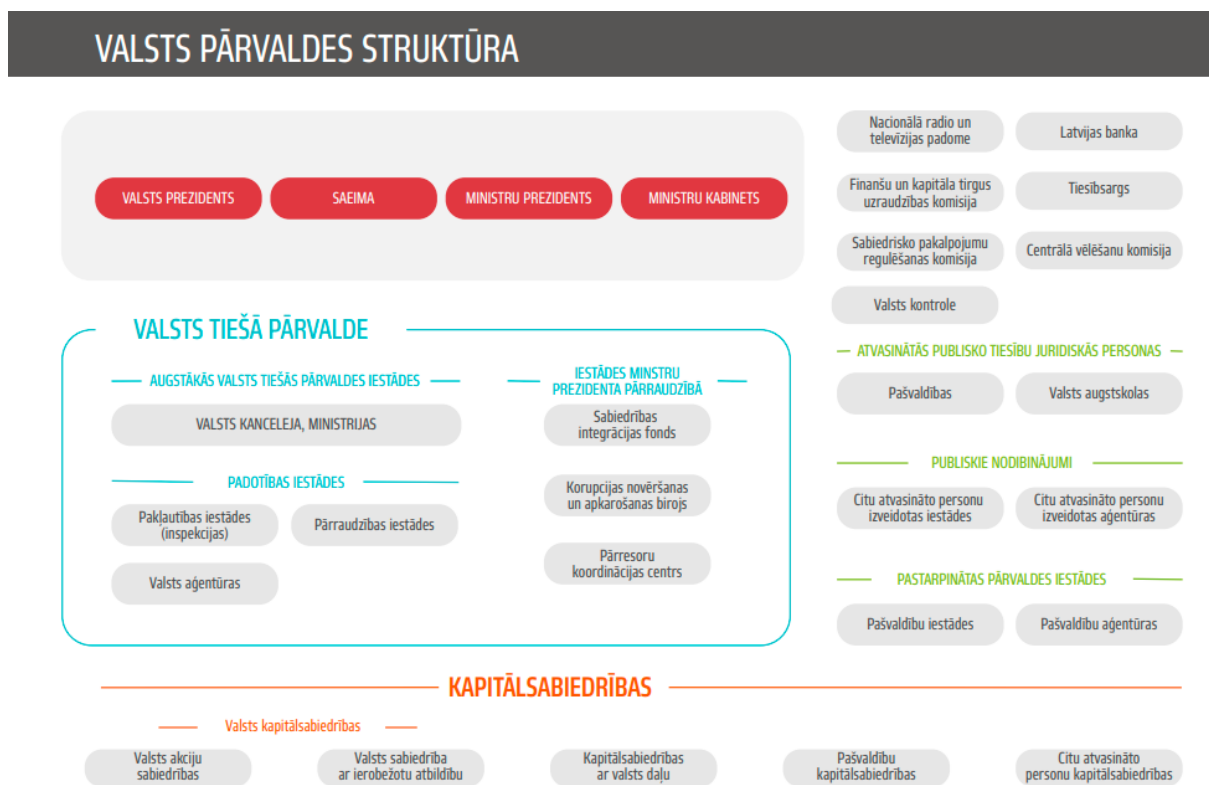 VALSTS PĀRVALDES STRUKTŪRA
VALSTS PREZIDENTS
SAEIMA
MINISTRU PREZIDENTS
MINISTRU KABINETS
Nacionālā radio un
televīzijas padome
Latvijas banka
Finanšu un kapitāla tirgus
uzraudzības komisija
Tiesībsargs
Sabiedrisko pakalpojumu
regulēšanas komisija
Centrālā vēlēšanu komisija
Valsts kontrole
VALSTS TIEŠĀ PĀRVALDE
AUGSTĀKĀS VALSTS TIEŠĀS PĀRVALDES IESTĀDES
VALSTS KANCELEJA, MINISTRIJAS
PADOTĪBAS IESTĀDES
Pakļautības iestādes
(inspekcijas)
Pārraudzības iestādes
Valsts aģentūras
IESTĀDES MINSTRU
PREZIDENTA PĀRRAUDZĪBĀ
Sabiedrības
integrācijas fonds
Korupcijas novēršanas
un apkarošanas birojs
Pārresoru
koordinācijas centrs
ATVASINĀTĀS PUBLISKO TIESĪBU JURIDISKĀS PERSONAS
Pašvaldības
Valsts augstskolas
PUBLISKIE NODIBINĀJUMI
Citu atvasināto personu
izveidotas iestādes
Citu atvasināto personu
izveidotas aģentūras
PASTARPINĀTAS PĀRVALDES IESTĀDES
Pašvaldību iestādes
Pašvaldību aģentūras
KAPITĀLSABIEDRĪBAS
Valsts kapitālsabiedrības
Valsts akciju
sabiedrības
Valsts sabiedrība
ar ierobežotu atbildību
Kapitālsabiedrības
ar valsts daļu
Pašvaldību
kapitālsabiedrības
Citu atvasināto
personu kapitālsabiedrības